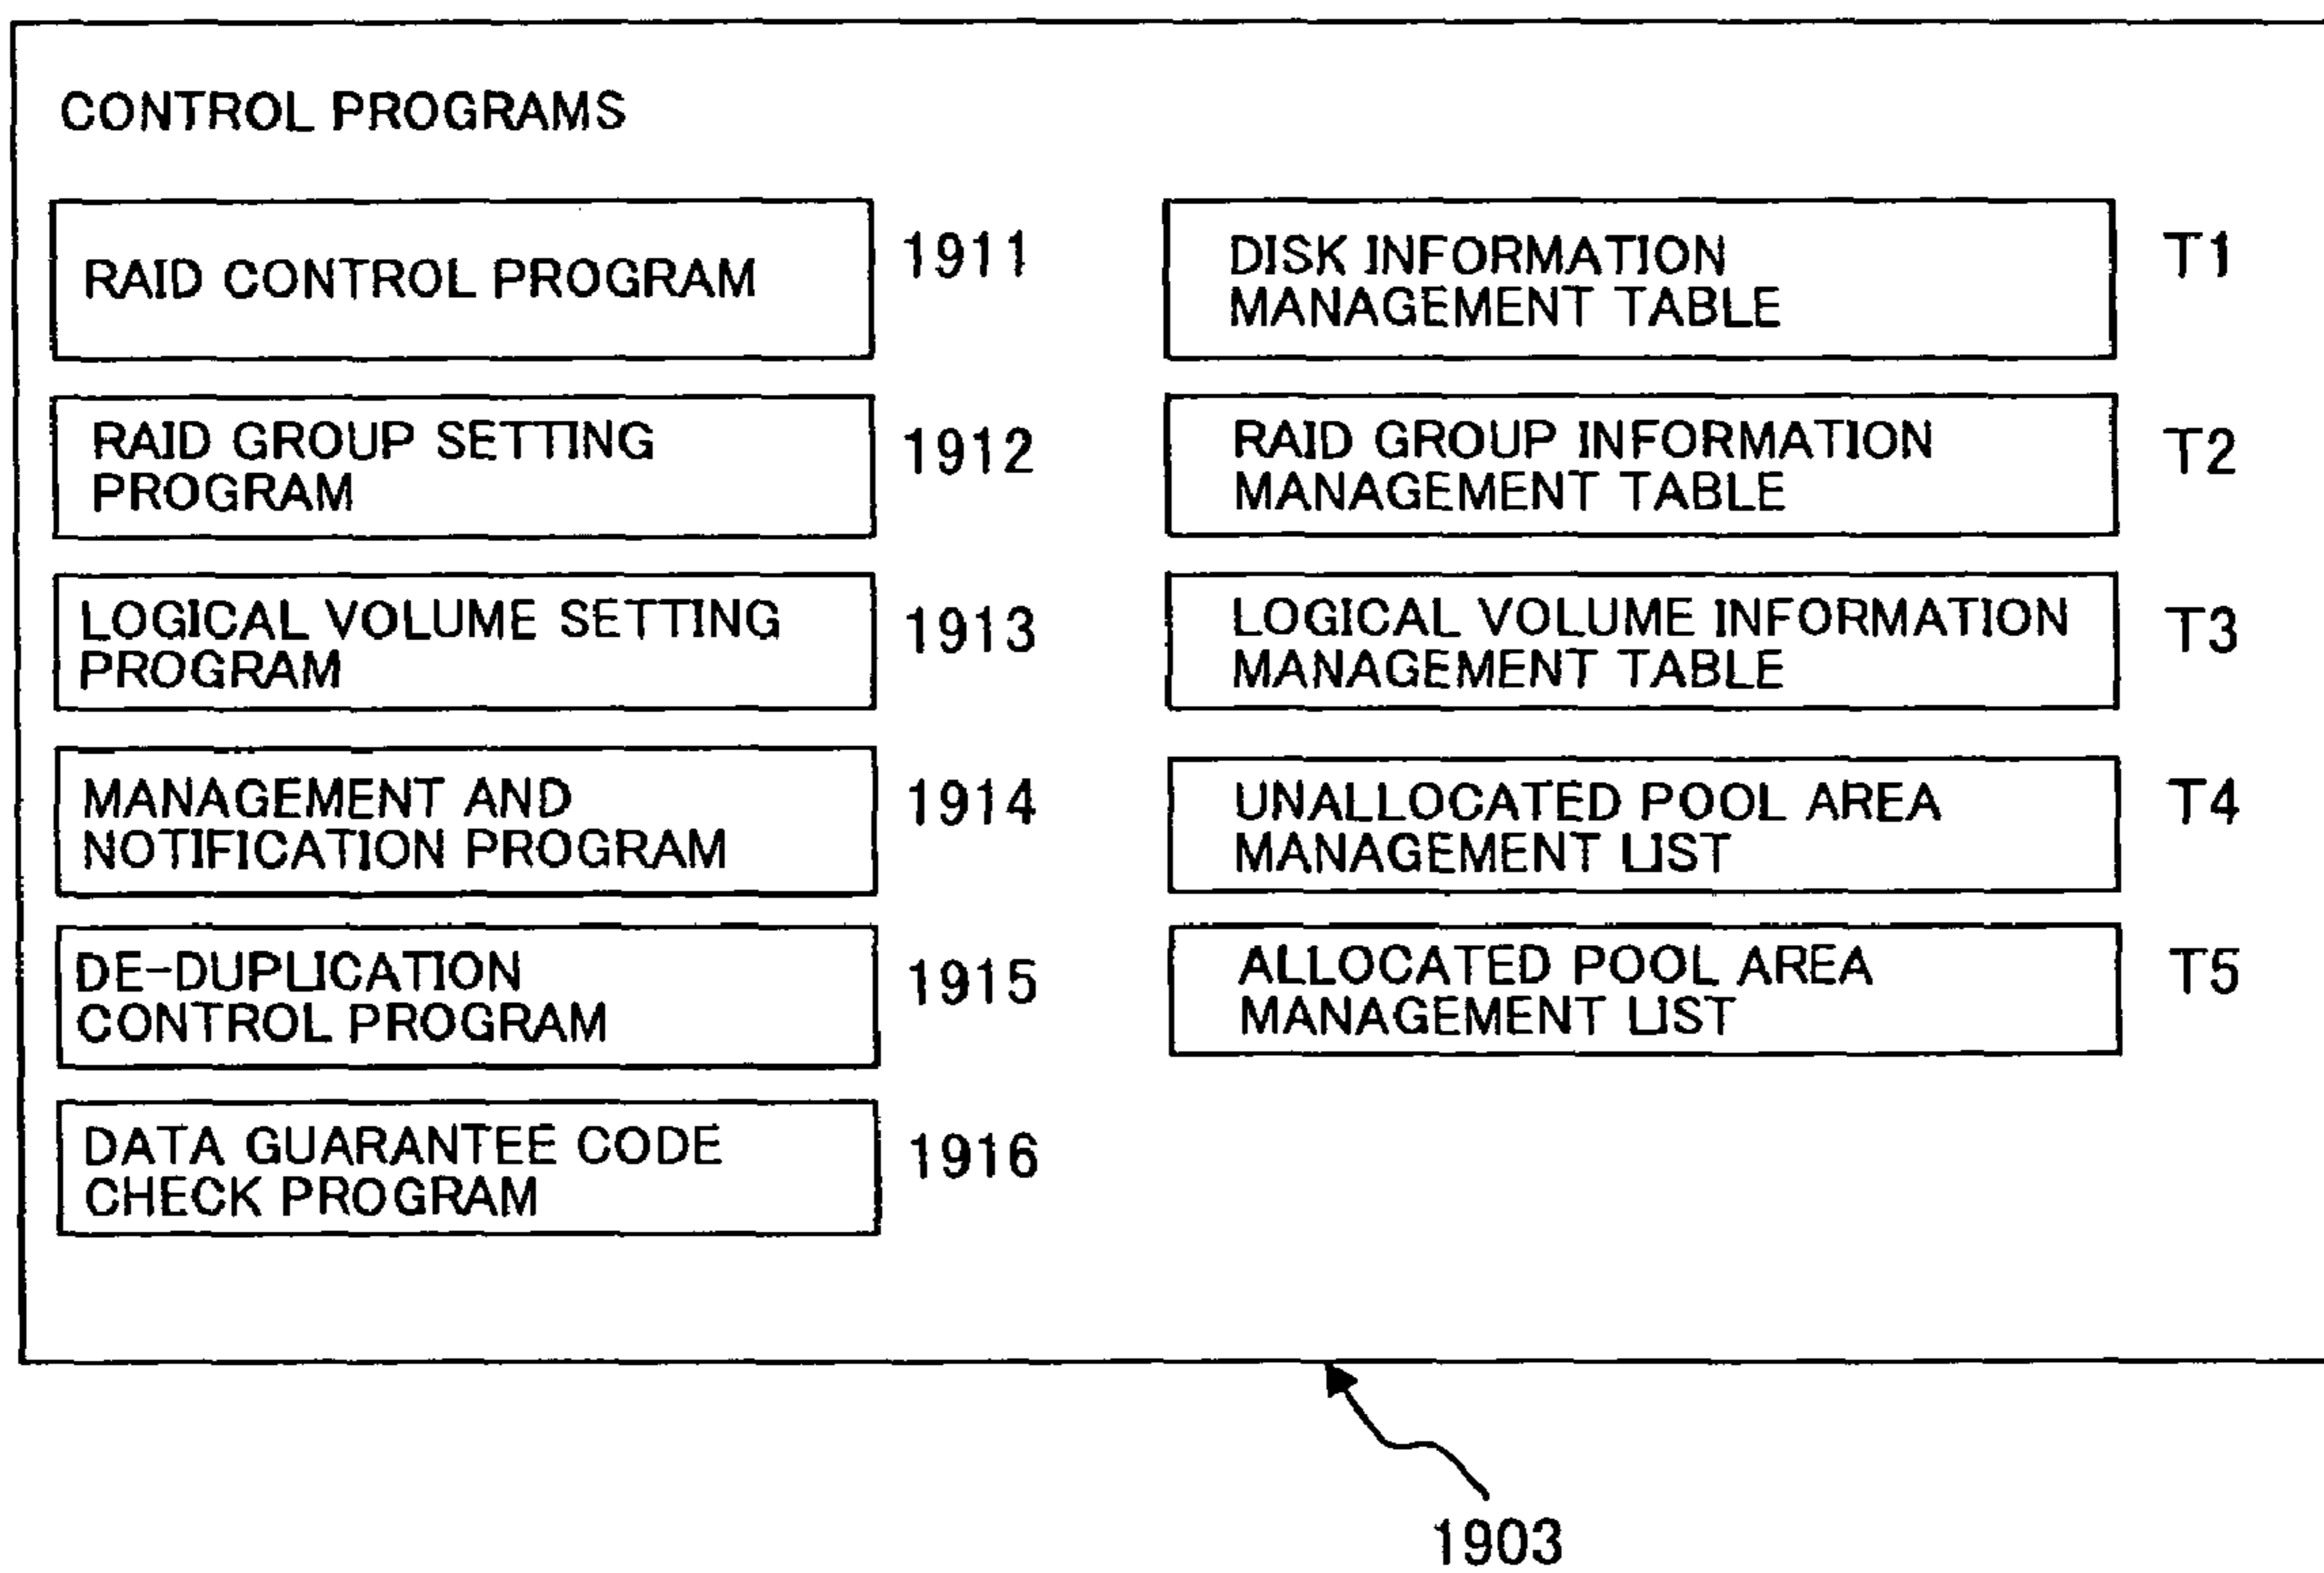 CONTROL PROGRAMS
RAID CONTROL PROGRAM
1911
RAID GROUP SETTING
PROGRAM
1912
LOGICAL VOLUME SETTING
PROGRAM
1913
MANAGEMENT AND
NOTIFICATION PROGRAM
1914
DE-DUPLICATION
CONTROL PROGRAM
1915
DATA GUARANTEE CODE
CHECK PROGRAM
1916
DISK INFORMATION
MANAGEMENT TABLE
T1
RAID GROUP INFORMATION
MANAGEMENT TABLE
T2
LOGICAL VOLUME INFORMATION
MANAGEMENT TABLE
T3
UNALLOCATED POOL AREA
MANAGEMENT LIST
T4
ALLOCATED POOL AREA
MANAGEMENT LIST
T5
1903